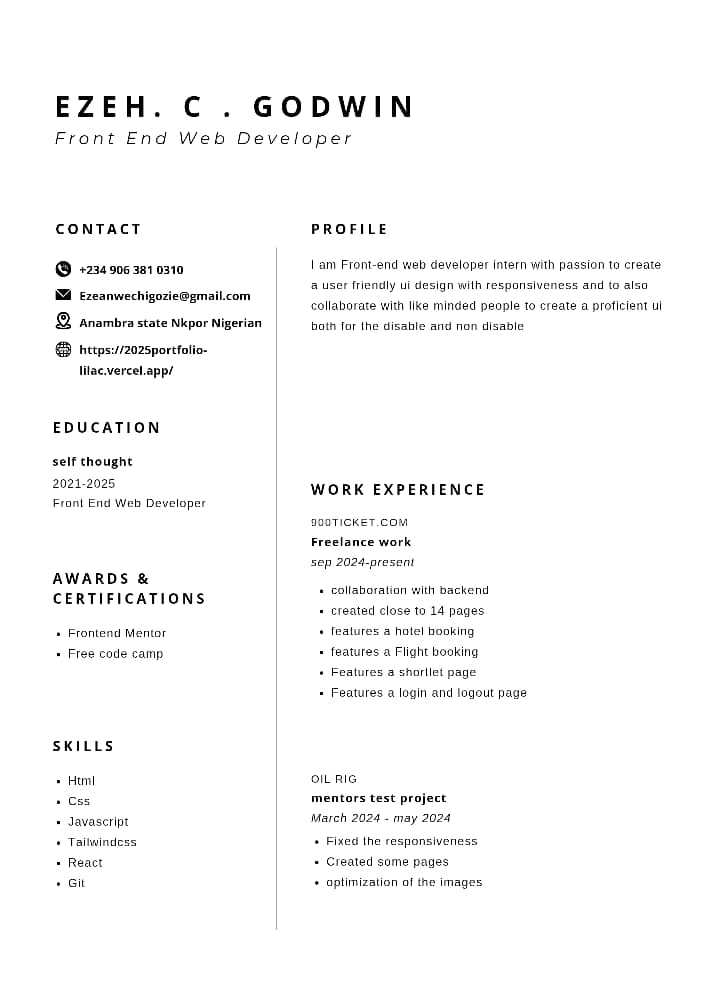 EZEH. C . GODWIN
Front End Web Developer
CONTACT
+234 906 381 0310
Ezeanwechigozie@gmail.com
Anambra state Nkpor Nigerian
https://2025portfolio-
lilac.vercel.app/
EDUCATION
self thought
2021-2025
Front End Web Developer
AWARDS &
CERTIFICATIONS
• Frontend Mentor
• Free code camp
SKILLS
• Html
• Css
• Javascript
• Tailwindcss
• React
• Git
PROFILE
I am Front-end web developer intern with passion to create
a user friendly ui design with responsiveness and to also
collaborate with like minded people to create a proficient ui
both for the disable and non disable
WORK EXPERIENCE
900TICKET.COM
Freelance work
sep 2024-present
• collaboration with backend
• created close to 14 pages
• features a hotel booking
• features a Flight booking
• Features a shortlet page
• Features a login and logout page
OIL RIG
mentors test project
March 2024 - may 2024
• Fixed the responsiveness
• Created some pages
• optimization of the images